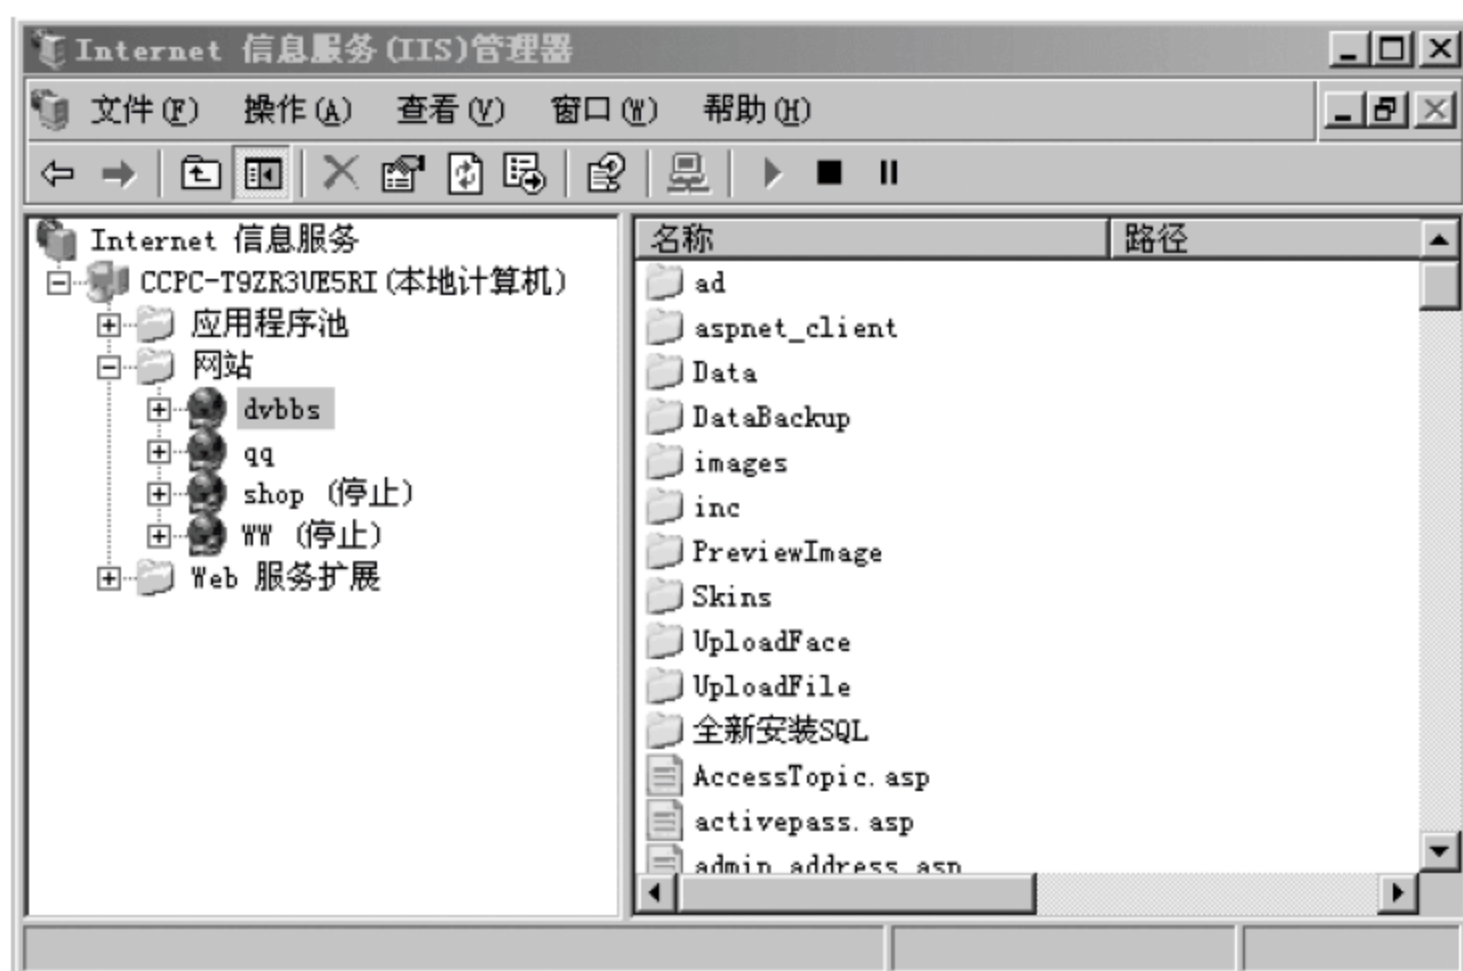 Internet 信息服务(IIS)管理器
文件(F) 操作(A) 查看(V) 窗口(W) 帮助(H)
Internet 信息服务
CCPC-T9ZR3UE5RI(本地计算机)
应用程序池
网站
dvbbs
qq
shop (停止)
WW (停止)
Web 服务扩展
名称 路径
ad
aspnet_client
Data
DataBackup
images
inc
PreviewImage
Skins
UploadFace
UploadFile
全新安装SQL
AccessTopic.asp
activepass.asp
admin_address.asp